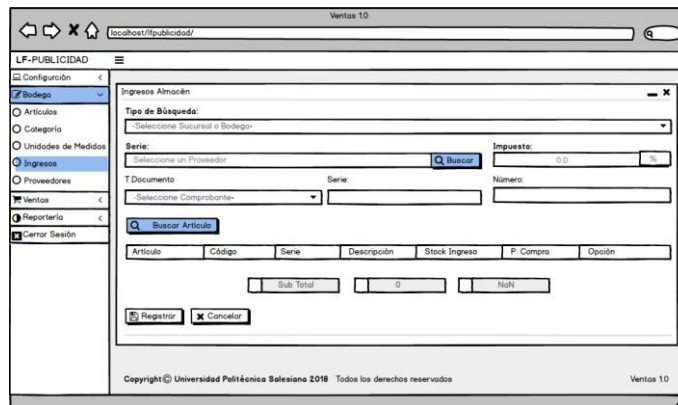 Ventas 1.0
localhost/lfpublicidad/
LF-PUBLICIDAD
Configurción <
Bodega
Artículos
Categoría
Unidades de Medidas
Ingresos
Proveedores
Ventas <
Reportería <
Cerrar Sesión
Ingresos Almacén
Tipo de Bùsqueda:
-Seleccione Sucursal o Bodega-
Serie: Impuesto:
Seleccione un Proveedor Buscar 0.0 %
T.Documento Serie: Número:
-Seleccione Comprobante-
Buscar Artículo
Artículo Código Serie Descripción Stock Ingreso P. Compra Opción
Sub Total 0 NaN
Registrar Cancelar
Copyright © Universidad Politécnica Salesiana 2018 Todos los derechos reservados Ventas 1.0